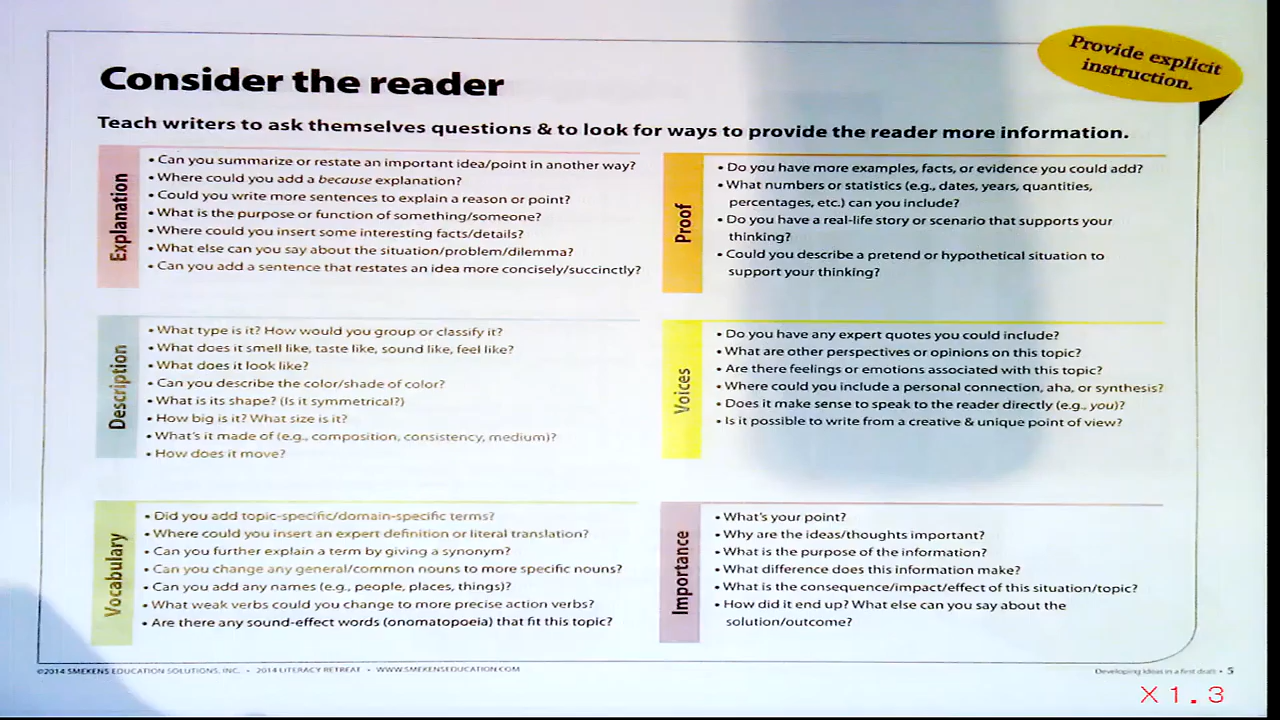 Provide explicit
instruction.
Consider the reader
Teach writers to ask themselves questions & to look for ways to provide the reader more information.
Explanation
• Can you summarize or restate an important idea/point in another way?
• Where could you add a because explanation?
• Could you write more sentences to explain a reason or point?
• What is the purpose or function of something/someone?
• Where could you insert some interesting facts/details?
• What else can you say about the situation/problem/dilemma?
• Can you add a sentence that restates an idea more concisely/succinctly?
Proof
• Do you have more examples, facts, or evidence you could add?
• What numbers or statistics (e.g., dates, years, quantities,
percentages, etc.) can you include?
• Do you have a real-life story or scenario that supports your
thinking?
• Could you describe a pretend or hypothetical situation to
support your thinking?
Description
• What type is it? How would you group or classify it?
• What does it smell like, taste like, sound like, feel like?
• What does it look like?
• Can you describe the color/shade of color?
• What is its shape? (Is it symmetrical?)
• How big is it? What size is it?
• What's it made of (e.g., composition, consistency, medium)?
• How does it move?
Voices
• Do you have any expert quotes you could include?
• What are other perspectives or opinions on this topic?
• Are there feelings or emotions associated with this topic?
• Where could you include a personal connection, aha, or synthesis?
• Does it make sense to speak to the reader directly (e.g., you)?
• Is it possible to write from a creative & unique point of view?
Vocabulary
• Did you add topic-specific/domain-specific terms?
• Where could you insert an expert definition or literal translation?
• Can you further explain a term by giving a synonym?
• Can you change any general/common nouns to more specific nouns?
• Can you add any names (e.g., people, places, things)?
• What weak verbs could you change to more precise action verbs?
• Are there any sound-effect words (onomatopoeia) that fit this topic?
Importance
• What's your point?
• Why are the ideas/thoughts important?
• What is the purpose of the information?
• What difference does this information make?
• What is the consequence/impact/effect of this situation/topic?
• How did it end up? What else can you say about the
solution/outcome?
©2014 SMEKENS EDUCATION SOLUTIONS, INC. • 2014 LITERACY RETREAT • WWW.SMEKENSEDUCATION.COM
Developing ideas in a first draft • 5
X1.3